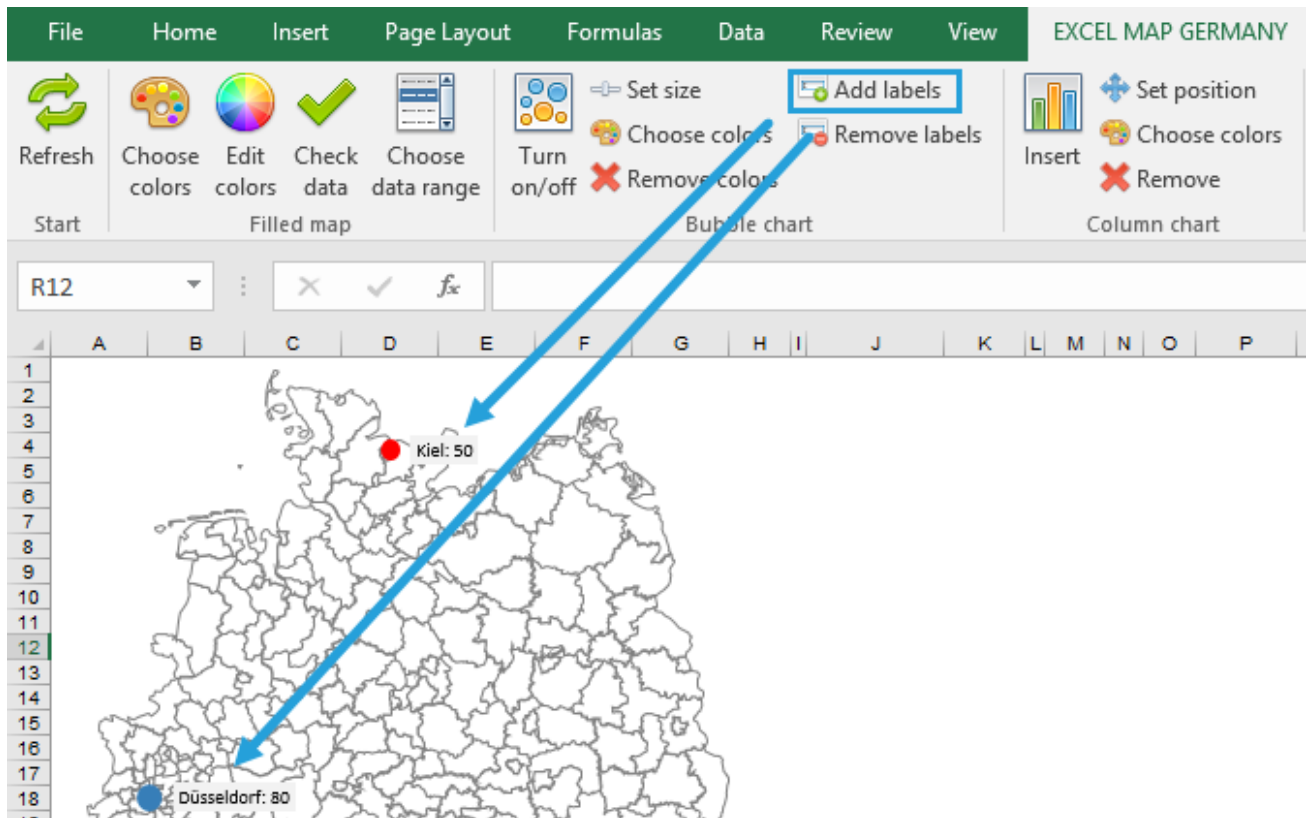 File Home Insert Page Layout Formulas Data Review View EXCEL MAP GERMANY
Set size Add labels Set position
Choose colors Remove labels Choose colors
Refresh Choose Edit Check Choose Turn Insert
Remove colors Remove
colors colors data data range on/off
Start Filled map Bubble chart Column chart
R12 fx
A B C D E F G H I J K L M N O P
1
2
3
4 Kiel: 50
5
6
7
8
9
10
11
12
13
14
15
16
17
18 Düsseldorf: 80